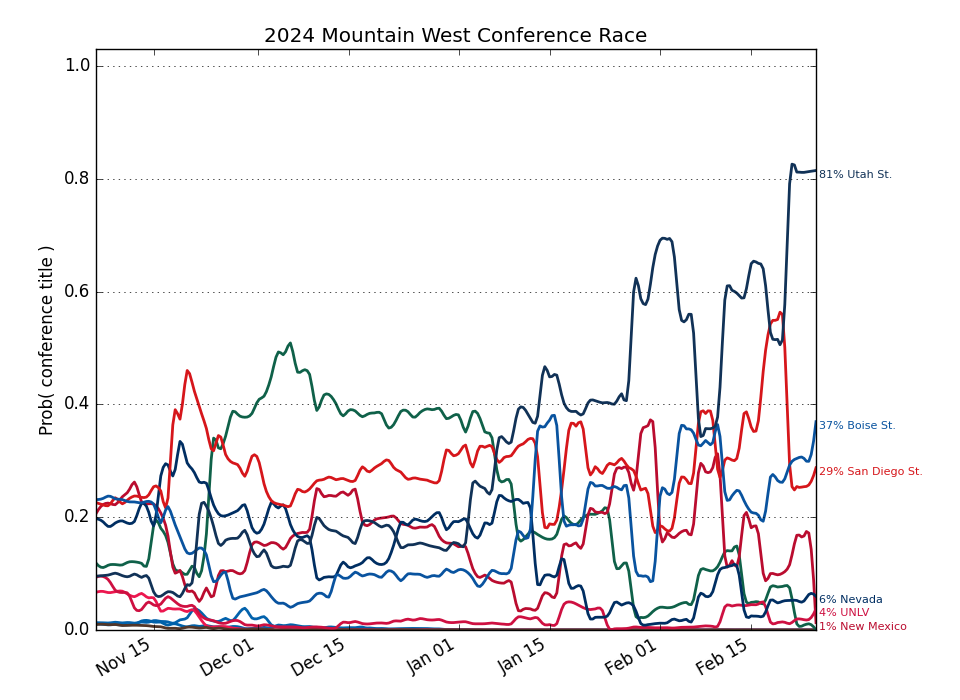 2024 Mountain West Conference Race
Prob( conference title )
1.0
0.8
0.6
0.4
0.2
0.0
81% Utah St.
37% Boise St.
29% San Diego St.
6% Nevada
4% UNLV
1% New Mexico
Nov 15
Dec 01
Dec 15
Jan 01
Jan 15
Feb 01
Feb 15